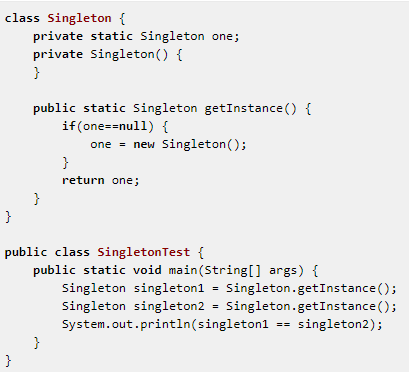 class Singleton {
    private static Singleton one;
    private Singleton() {
    }

    public static Singleton getInstance() {
        if(one==null) {
            one = new Singleton();
        }
        return one;
    }
}

public class SingletonTest {
    public static void main(String[] args) {
        Singleton singleton1 = Singleton.getInstance();
        Singleton singleton2 = Singleton.getInstance();
        System.out.println(singleton1 == singleton2);
    }
}